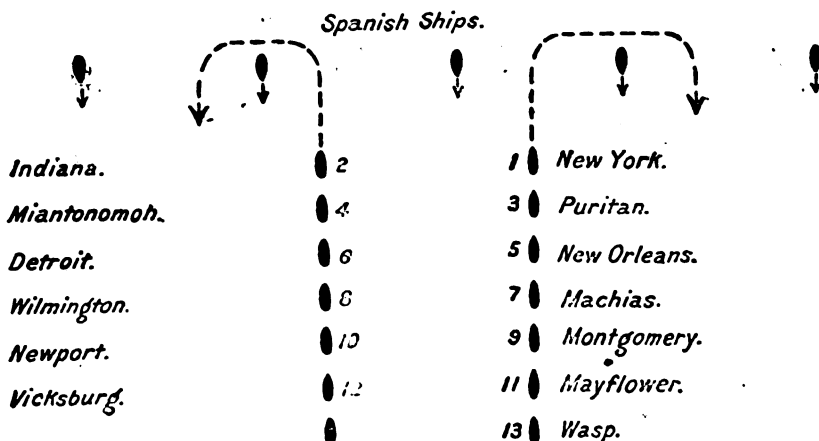 Spanish Ships.
Indiana. 2 1 New York.
Miantonomoh. 4 3 Puritan.
Detroit. 6 5 New Orleans.
Wilmington. 8 7 Machias.
Newport. 10 9 Montgomery.
Vicksburg. 12 11 Mayflower.
13 Wasp.